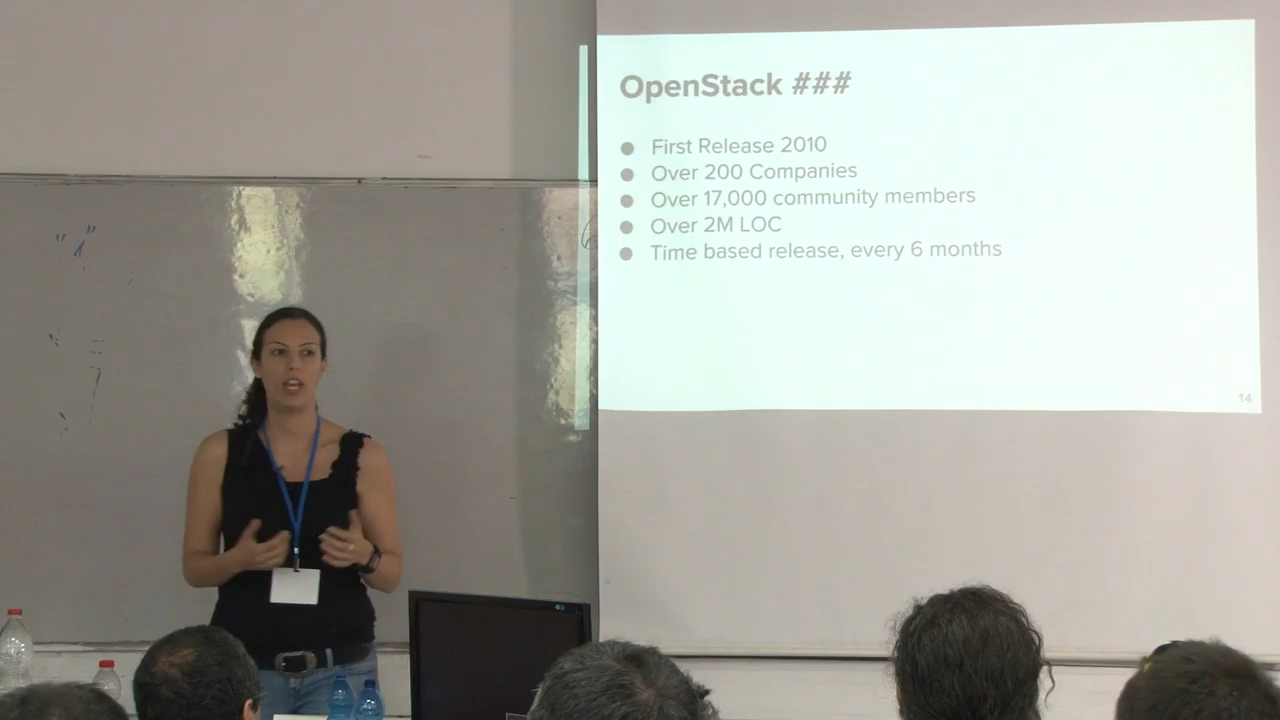 OpenStack ###
● First Release 2010
● Over 200 Companies
● Over 17,000 community members
● Over 2M LOC
● Time based release, every 6 months
14